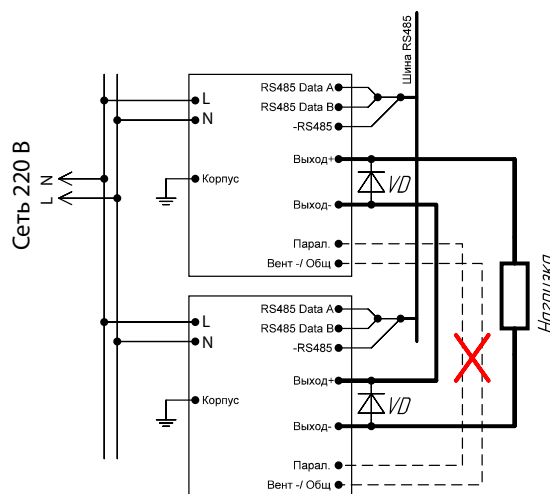 Шина RS485
RS485 Data A
RS485 Data B
-RS485
L
N
Выход+
Корпус
VD
Выход-
Парал.
Вент -/ Общ
Сеть 220 В
N
L
Нагрузка
RS485 Data A
RS485 Data B
-RS485
L
N
Выход+
Корпус
VD
Выход-
Парал.
Вент -/ Общ